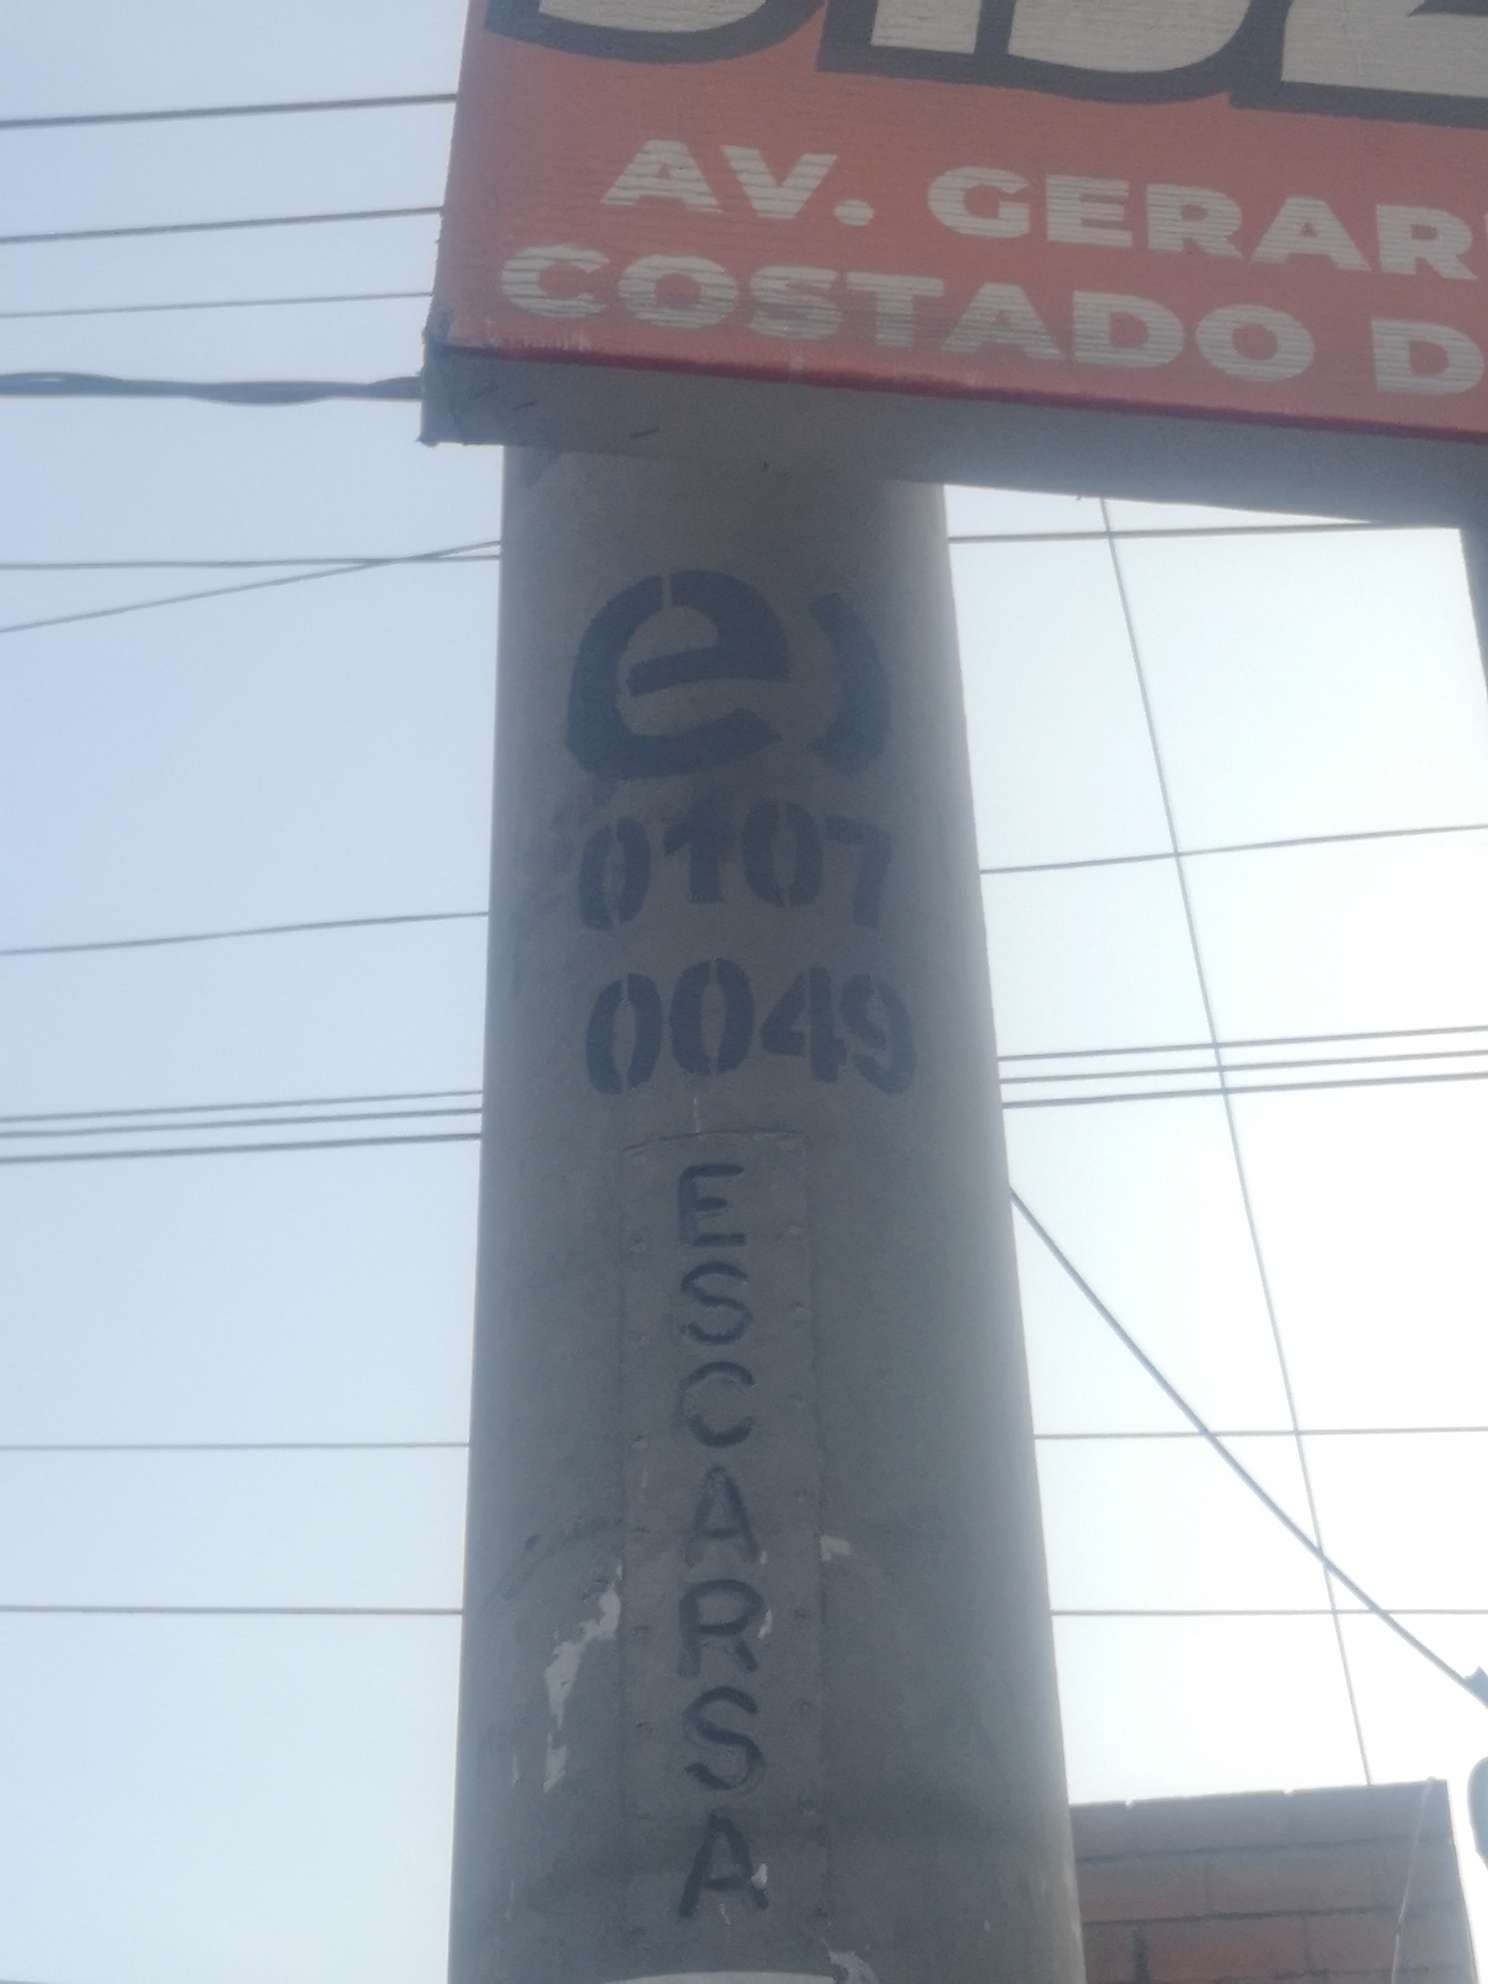 AV. GERAR
COSTADO D
e)
0107
0049
ESCARSA